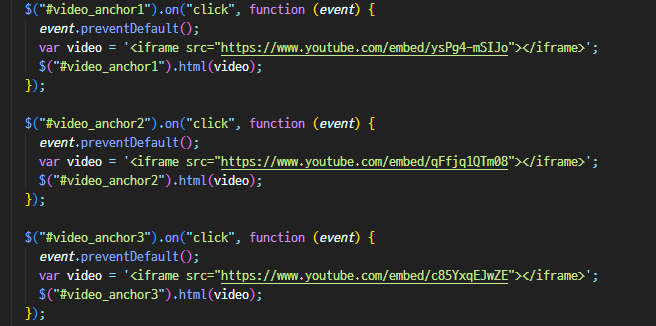 $("#video_anchor1").on("click", function (event) {
event.preventDefault();
var video = '<iframe src="https://www.youtube.com/embed/ysPg4-mSIJo"></iframe>';
$("#video_anchor1").html(video);
});
$("#video_anchor2").on("click", function (event) {
event.preventDefault();
var video = '<iframe src="https://www.youtube.com/embed/qFfjq1QTm08"></iframe>';
$("#video_anchor2").html(video);
});
$("#video_anchor3").on("click", function (event) {
event.preventDefault();
var video = '<iframe src="https://www.youtube.com/embed/c85YxqEJwZE"></iframe>';
$("#video_anchor3").html(video);
});